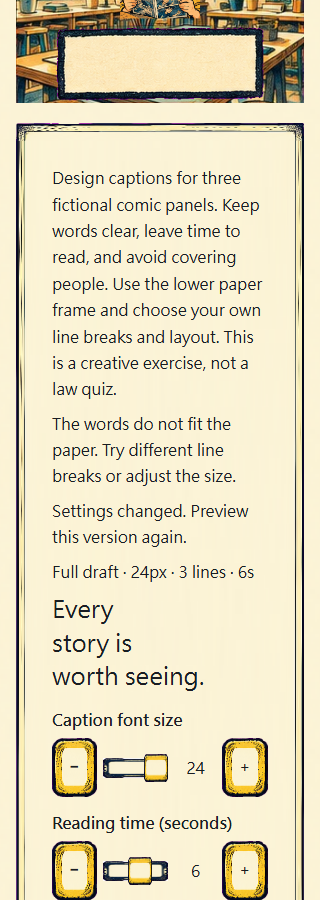 Design captions for three
fictional comic panels. Keep
words clear, leave time to
read, and avoid covering
people. Use the lower paper
frame and choose your own
line breaks and layout. This
is a creative exercise, not a
law quiz.
The words do not fit the
paper. Try different line
breaks or adjust the size.
Settings changed. Preview
this version again.
Full draft · 24px · 3 lines · 6s
Every
story is
worth seeing.
Caption font size
− 24 +
Reading time (seconds)
− 6 +